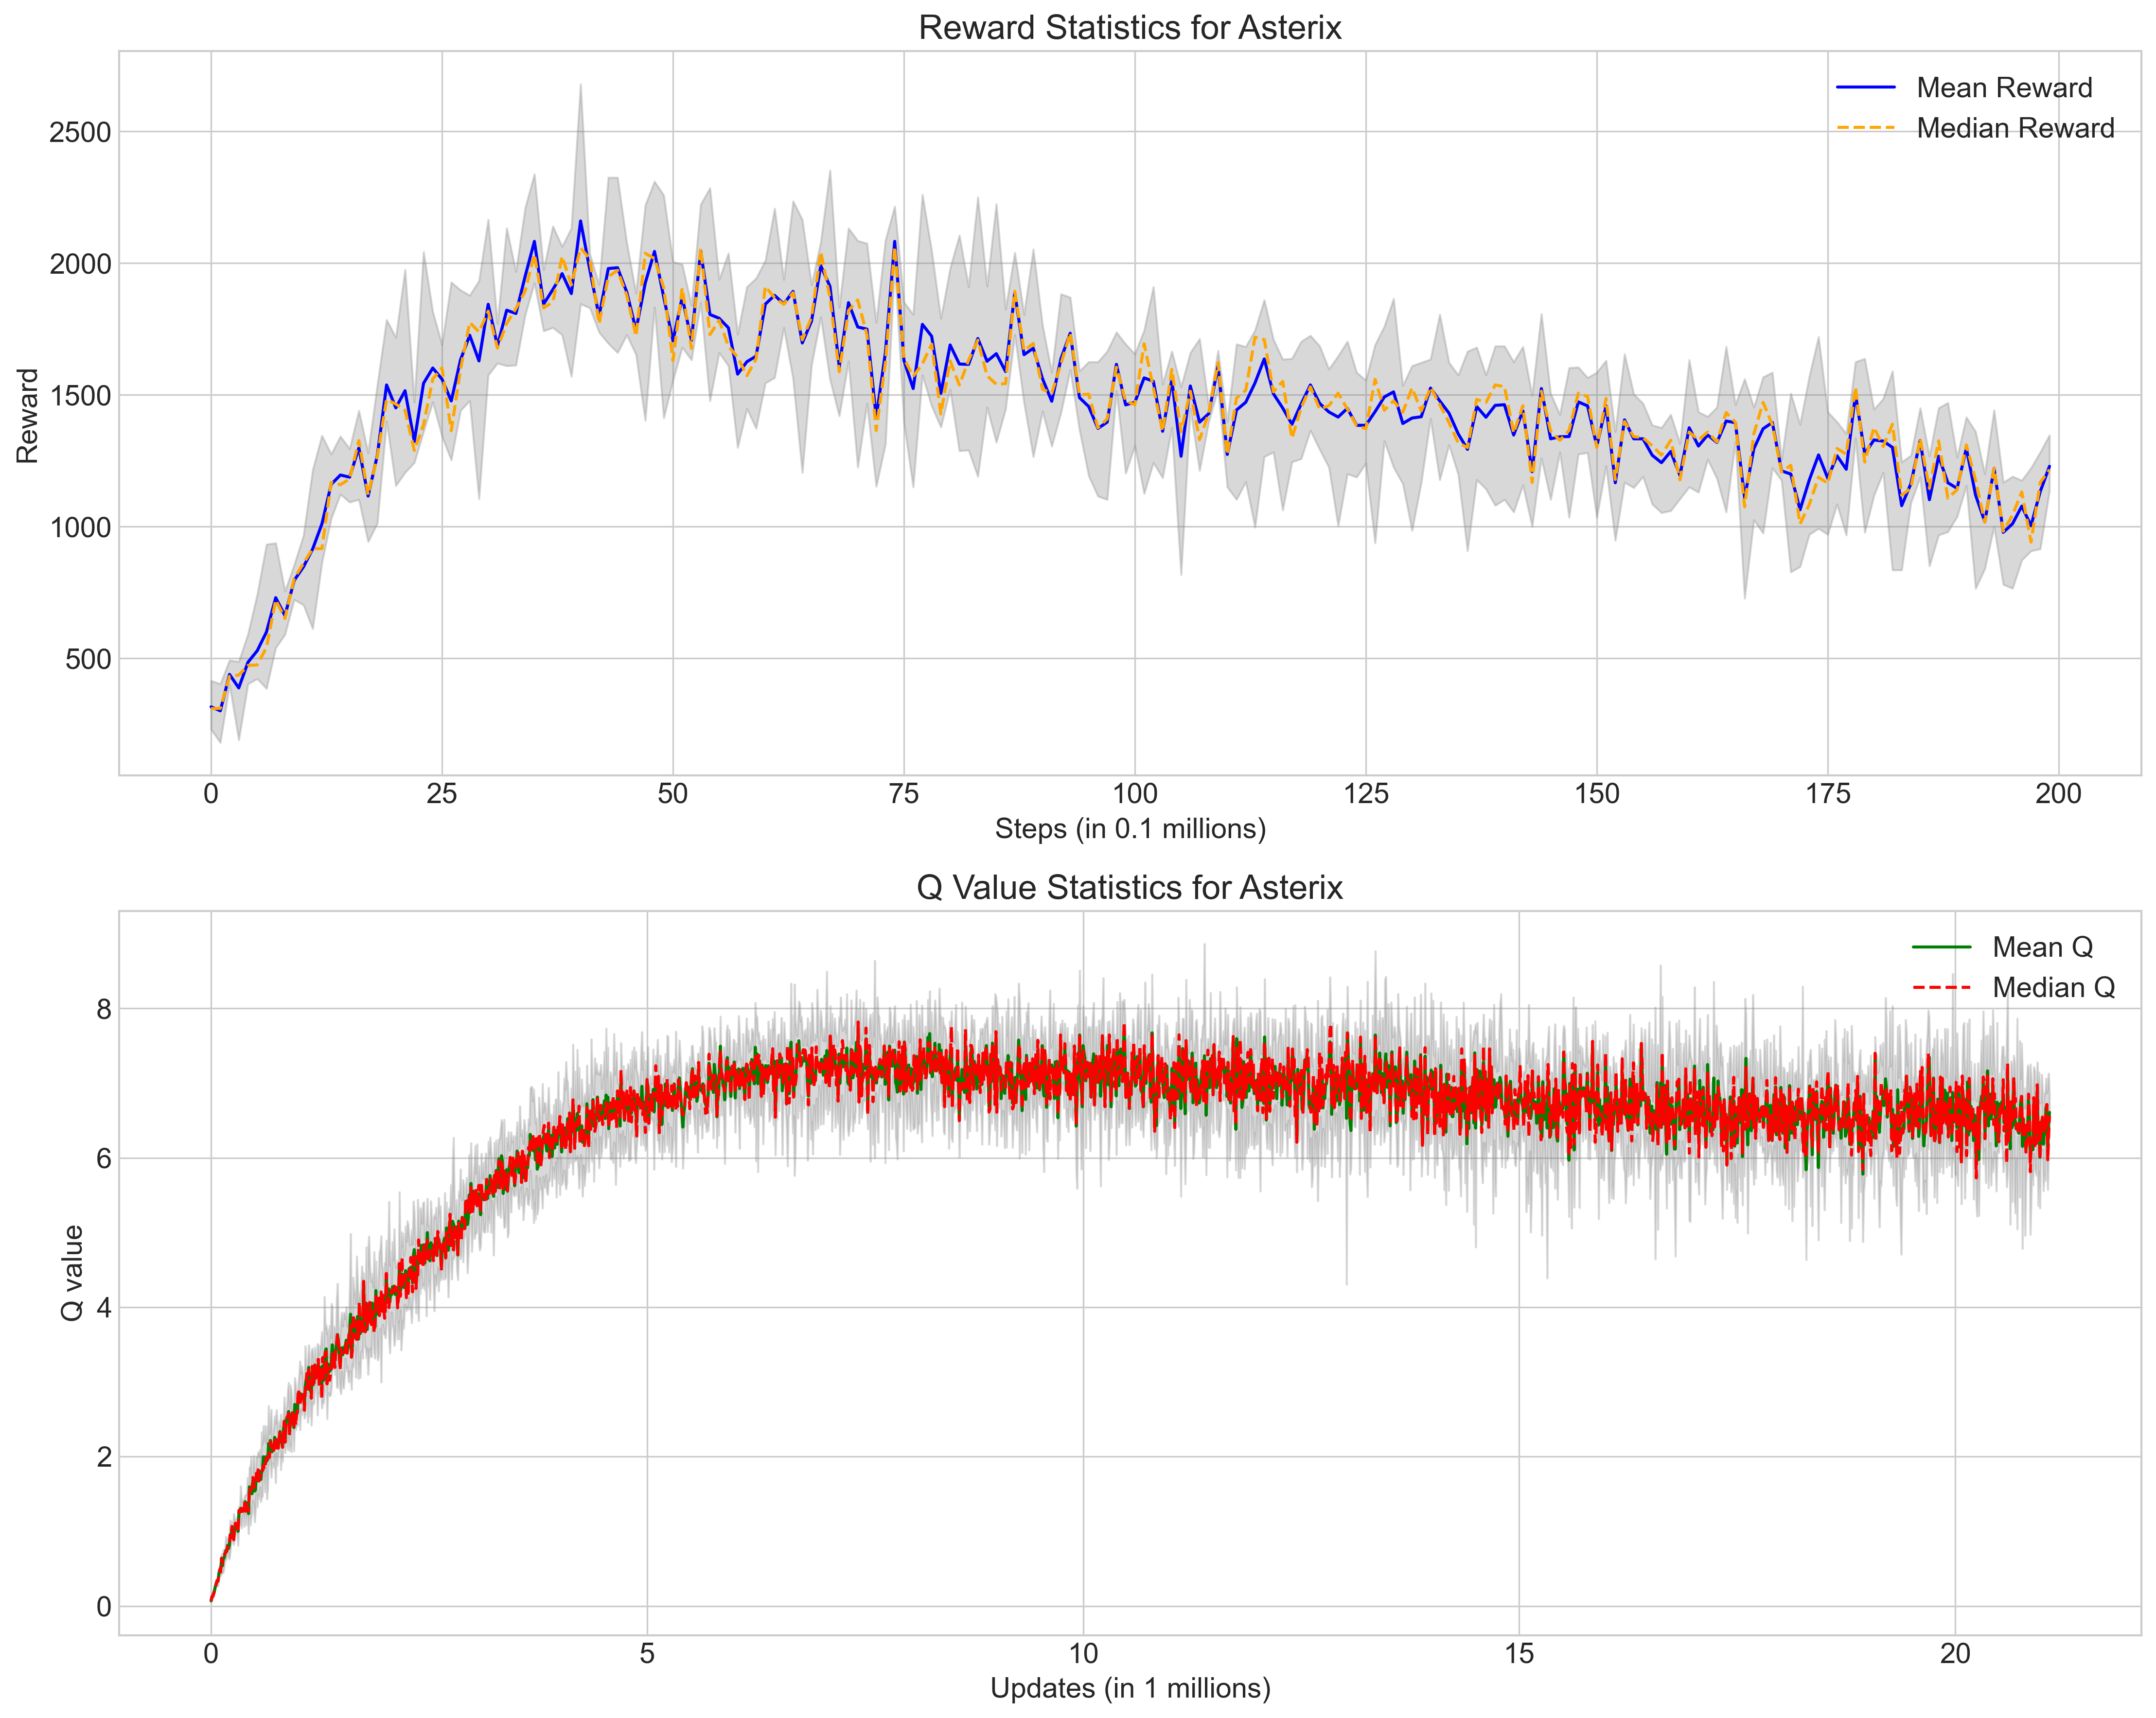 Reward Statistics for Asterix
Mean Reward
Median Reward
2500
2000
1500
1000
500
Reward
0 25 50 75 100 125 150 175 200
Steps (in 0.1 millions)
Q Value Statistics for Asterix
Mean Q
Median Q
8
6
4
2
0
Q value
0 5 10 15 20
Updates (in 1 millions)